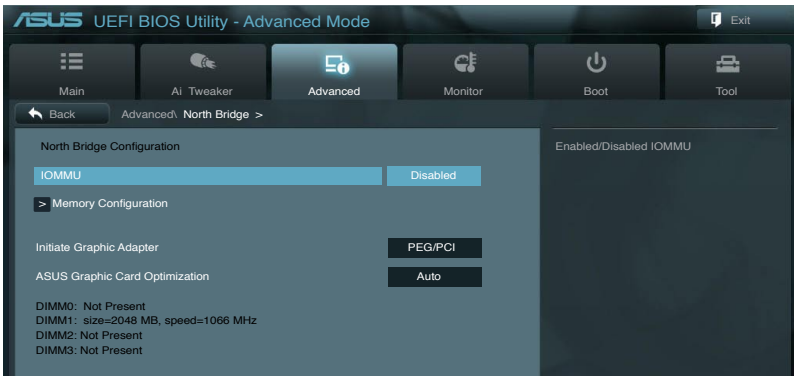 ASUS UEFI BIOS Utility - Advanced Mode
Exit
Main
Ai Tweaker
Advanced
Monitor
Boot
Tool
Back
Advanced\ North Bridge >
North Bridge Configuration
Enabled/Disabled IOMMU
IOMMU Disabled
> Memory Configuration
Initiate Graphic Adapter PEG/PCI
ASUS Graphic Card Optimization Auto
DIMM0: Not Present
DIMM1: size=2048 MB, speed=1066 MHz
DIMM2: Not Present
DIMM3: Not Present